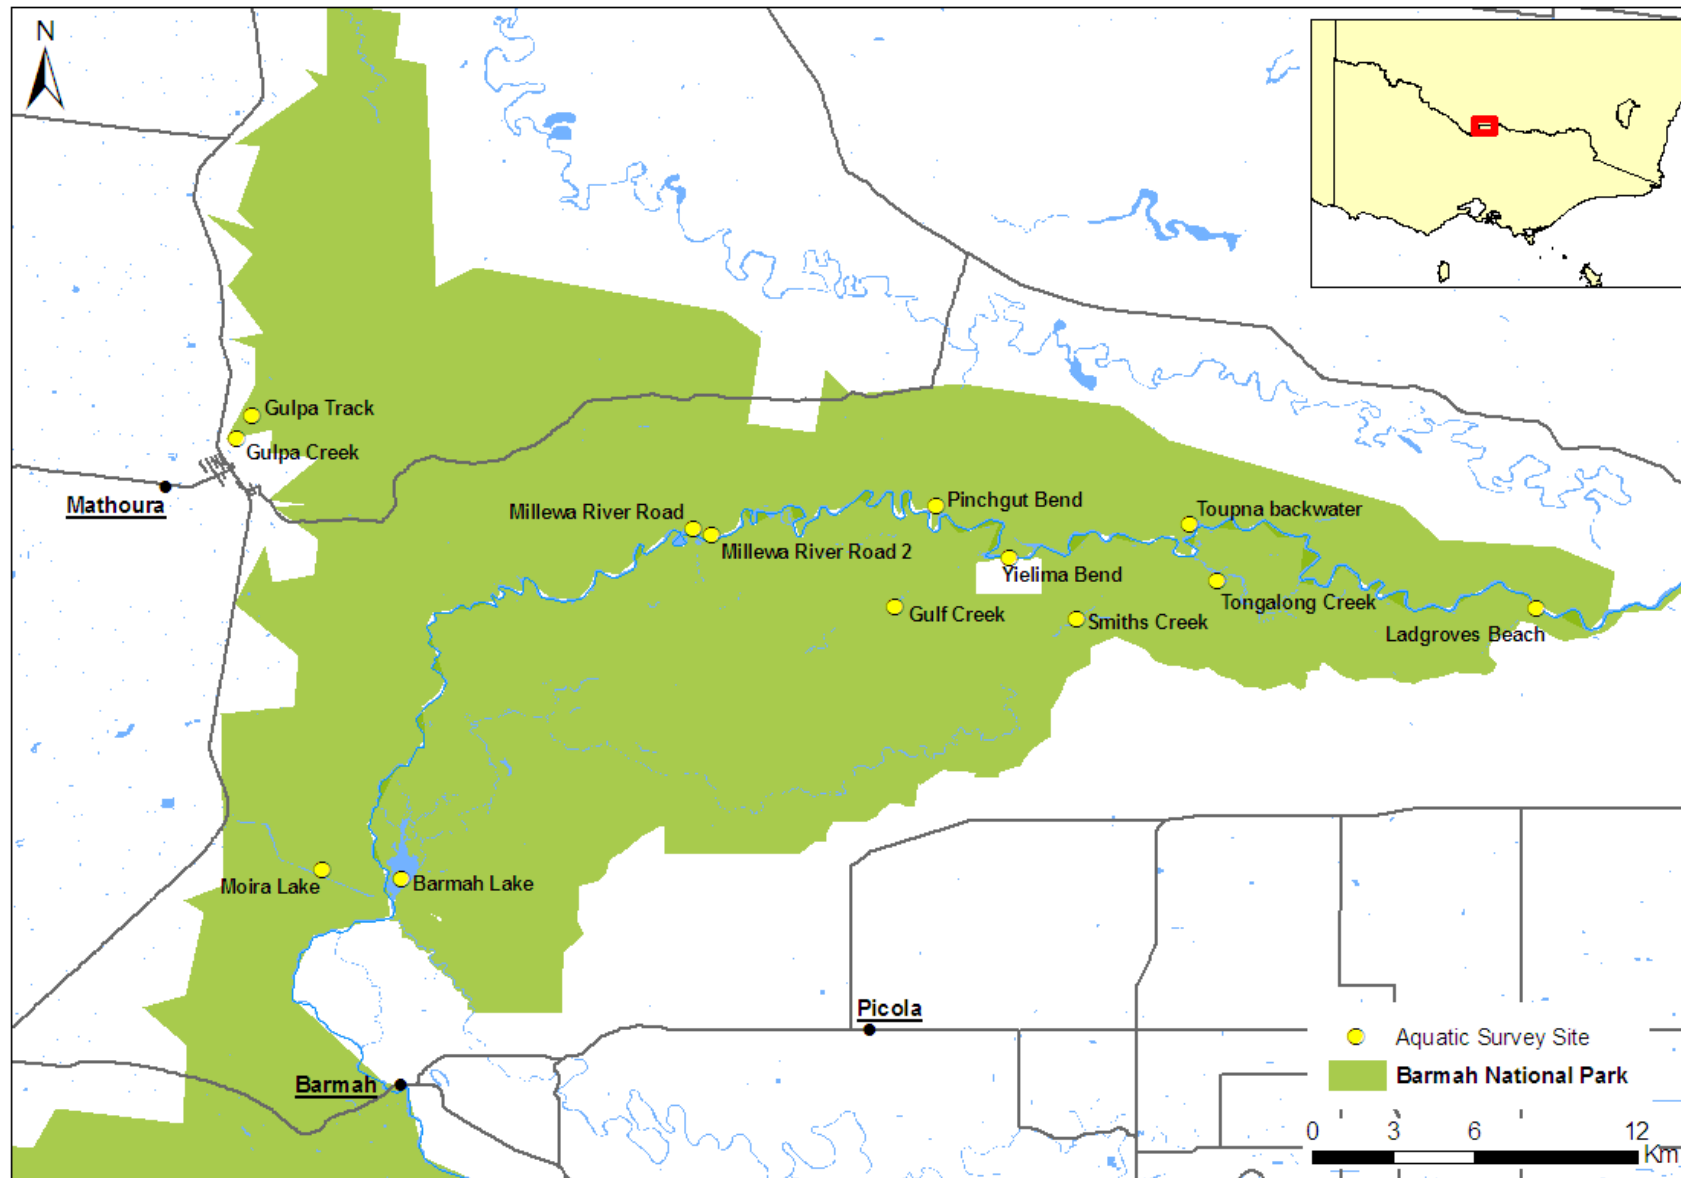 N
Gulpa Track
Gulpa Creek
Mathoura
Millewa River Road
Millewa River Road 2
Pinchgut Bend
Toupna backwater
Yielima Bend
Tongalong Creek
Gulf Creek
Smiths Creek
Ladgroves Beach
Moira Lake
Barmah Lake
Picola
Barmah
Aquatic Survey Site
Barmah National Park
0 3 6 12
Km